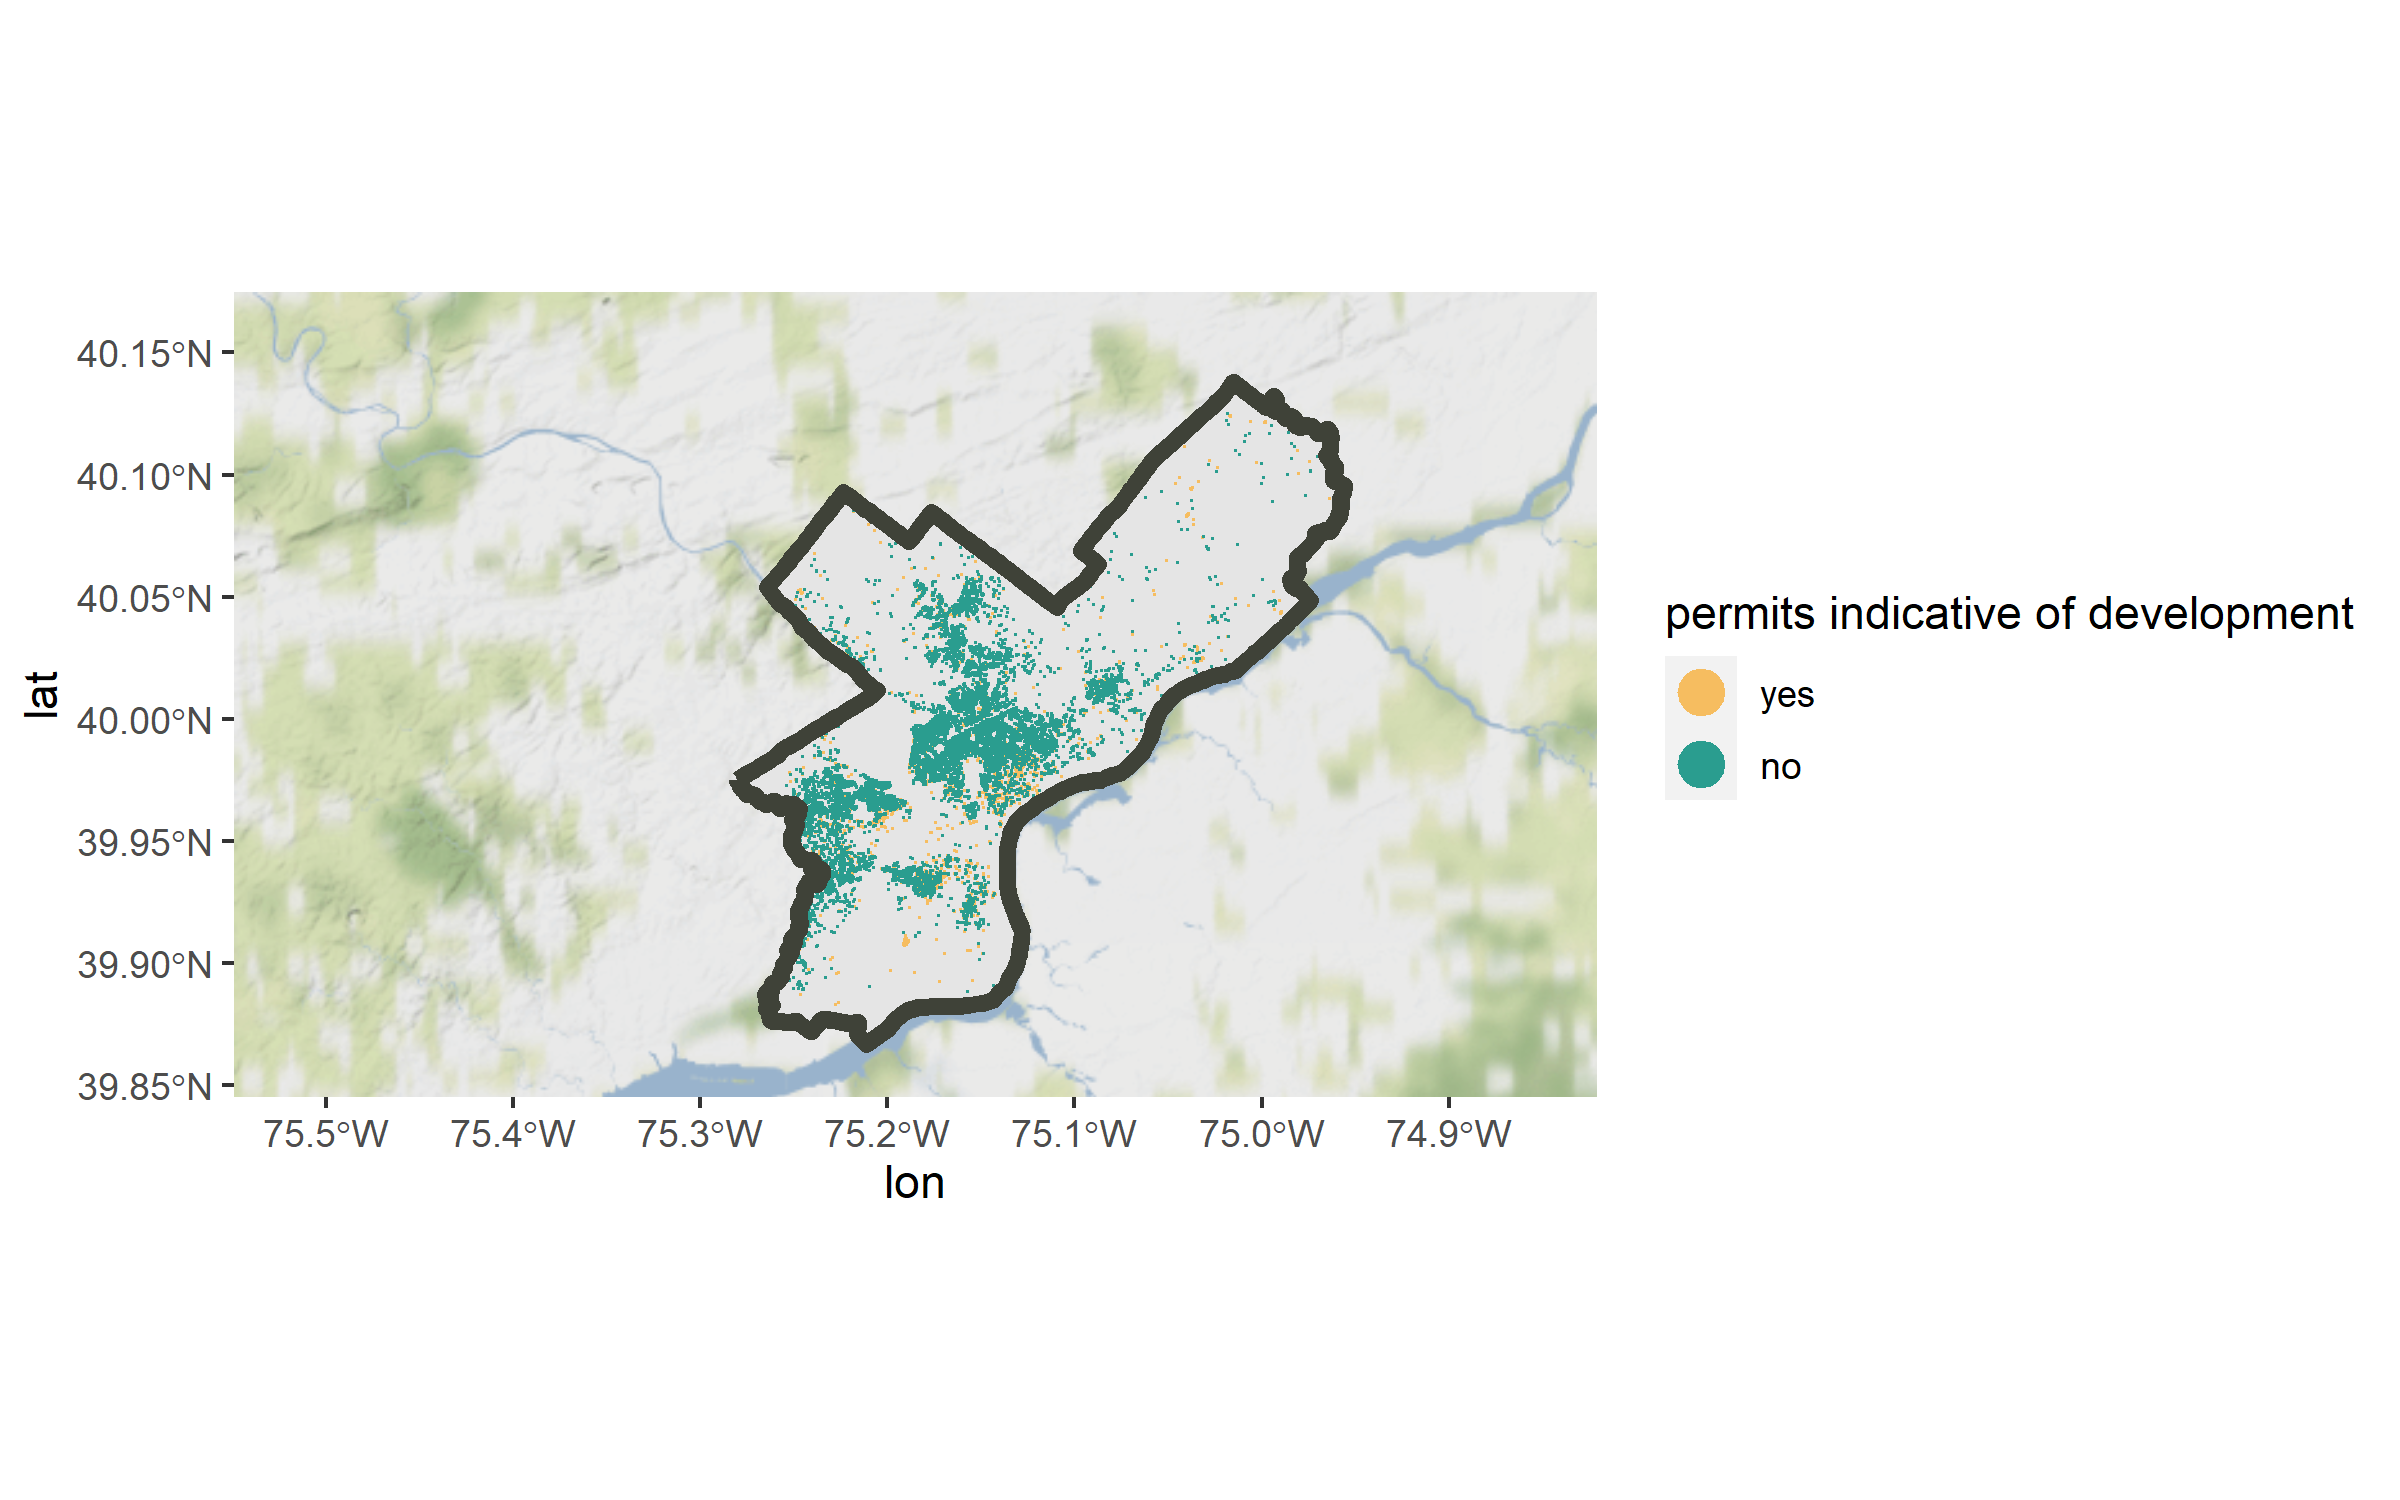 lat
40.15°N
40.10°N
40.05°N
40.00°N
39.95°N
39.90°N
39.85°N
75.5°W 75.4°W 75.3°W 75.2°W 75.1°W 75.0°W 74.9°W
lon
permits indicative of development
yes
no